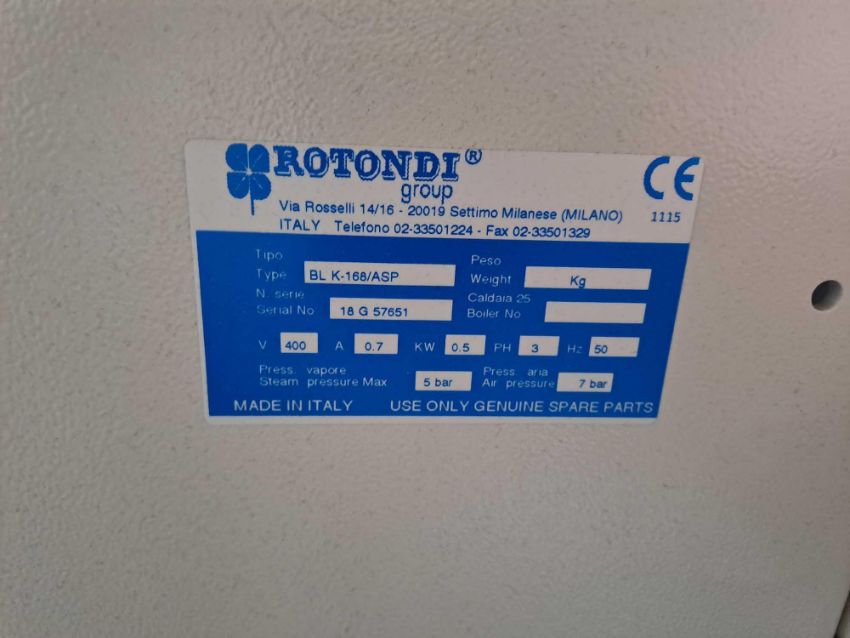 ROTONDI®
group
CE
1115
Via Rosselli 14/16 - 20019 Settimo Milanese (MILANO)
ITALY Telefono 02-33501224 - Fax 02-33501329
Tipo Peso
Type BL K-168/ASP Weight Kg
N. serie Caldaia 25
Serial No 18 G 57651 Boiler No
V 400 A 0.7 KW 0.5 PH 3 Hz 50
Press. vapore Press. aria
Steam pressure Max 5 bar Air pressure 7 bar
MADE IN ITALY USE ONLY GENUINE SPARE PARTS